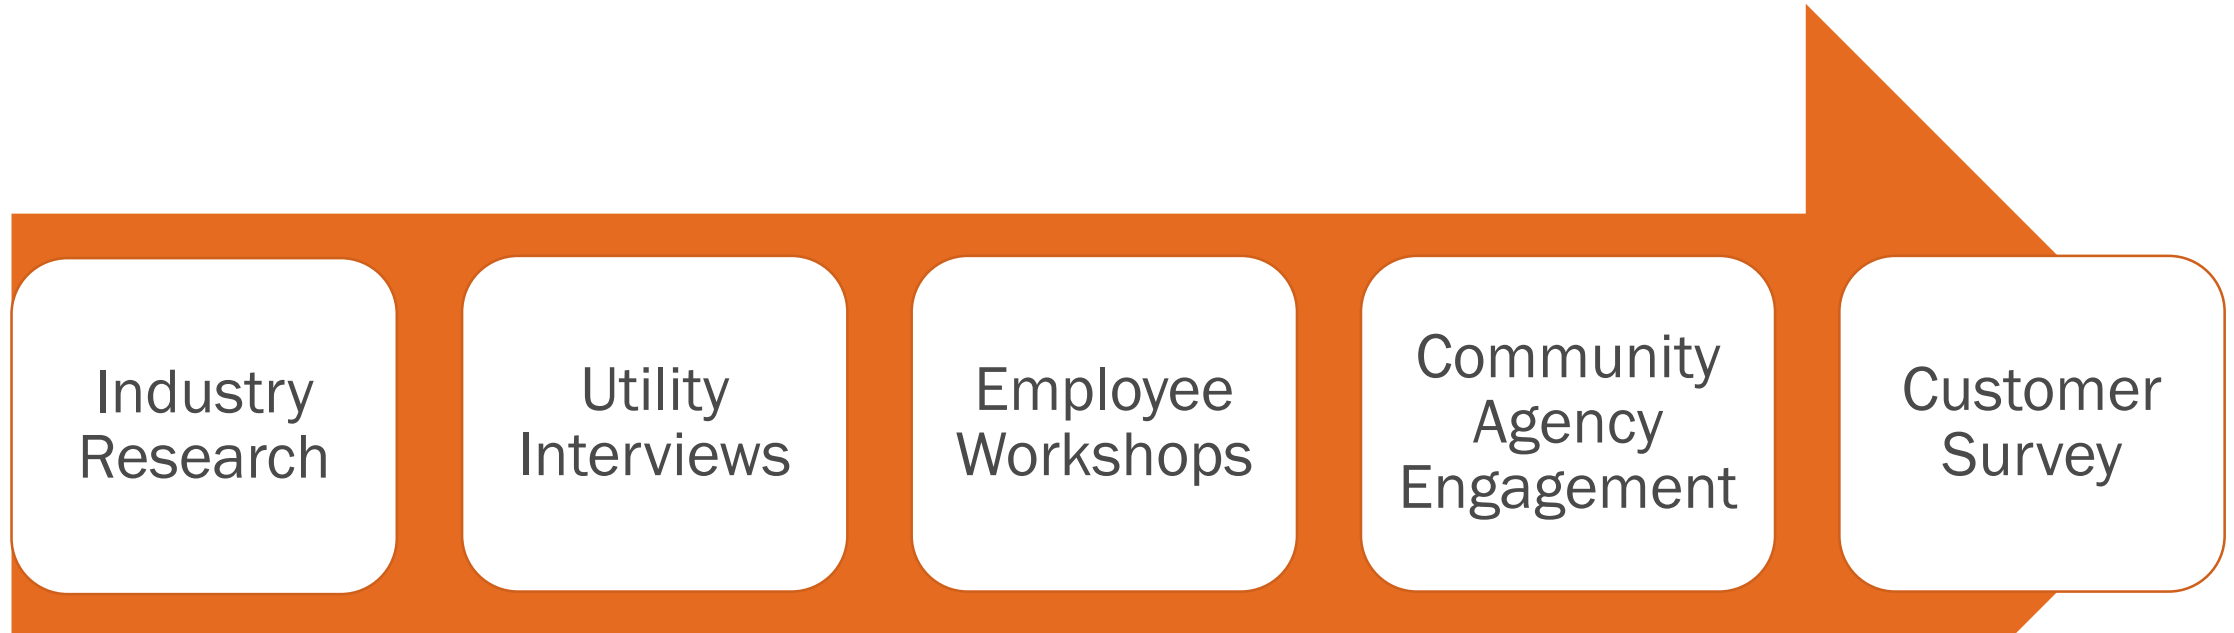 Industry
Research
Utility
Interviews
Employee
Workshops
Community
Agency
Engagement
Customer
Survey